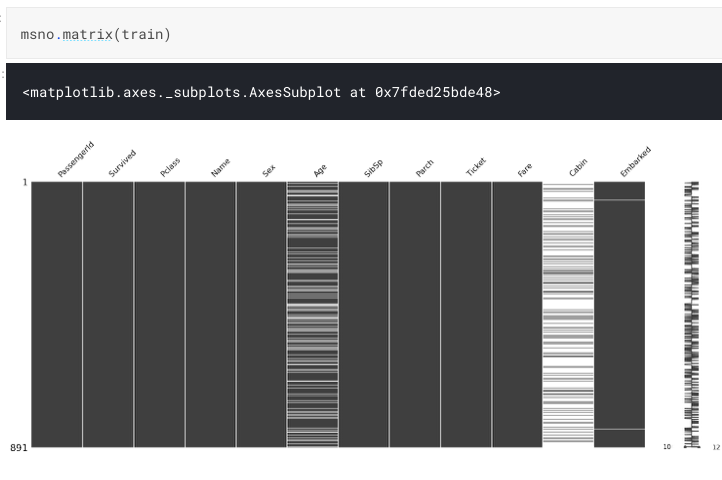 msno.matrix(train)
<matplotlib.axes._subplots.AxesSubplot at 0x7fded25bde48>
PassengerId Survived Pclass Name Sex Age SibSp Parch Ticket Fare Cabin Embarked
1
891
10 12